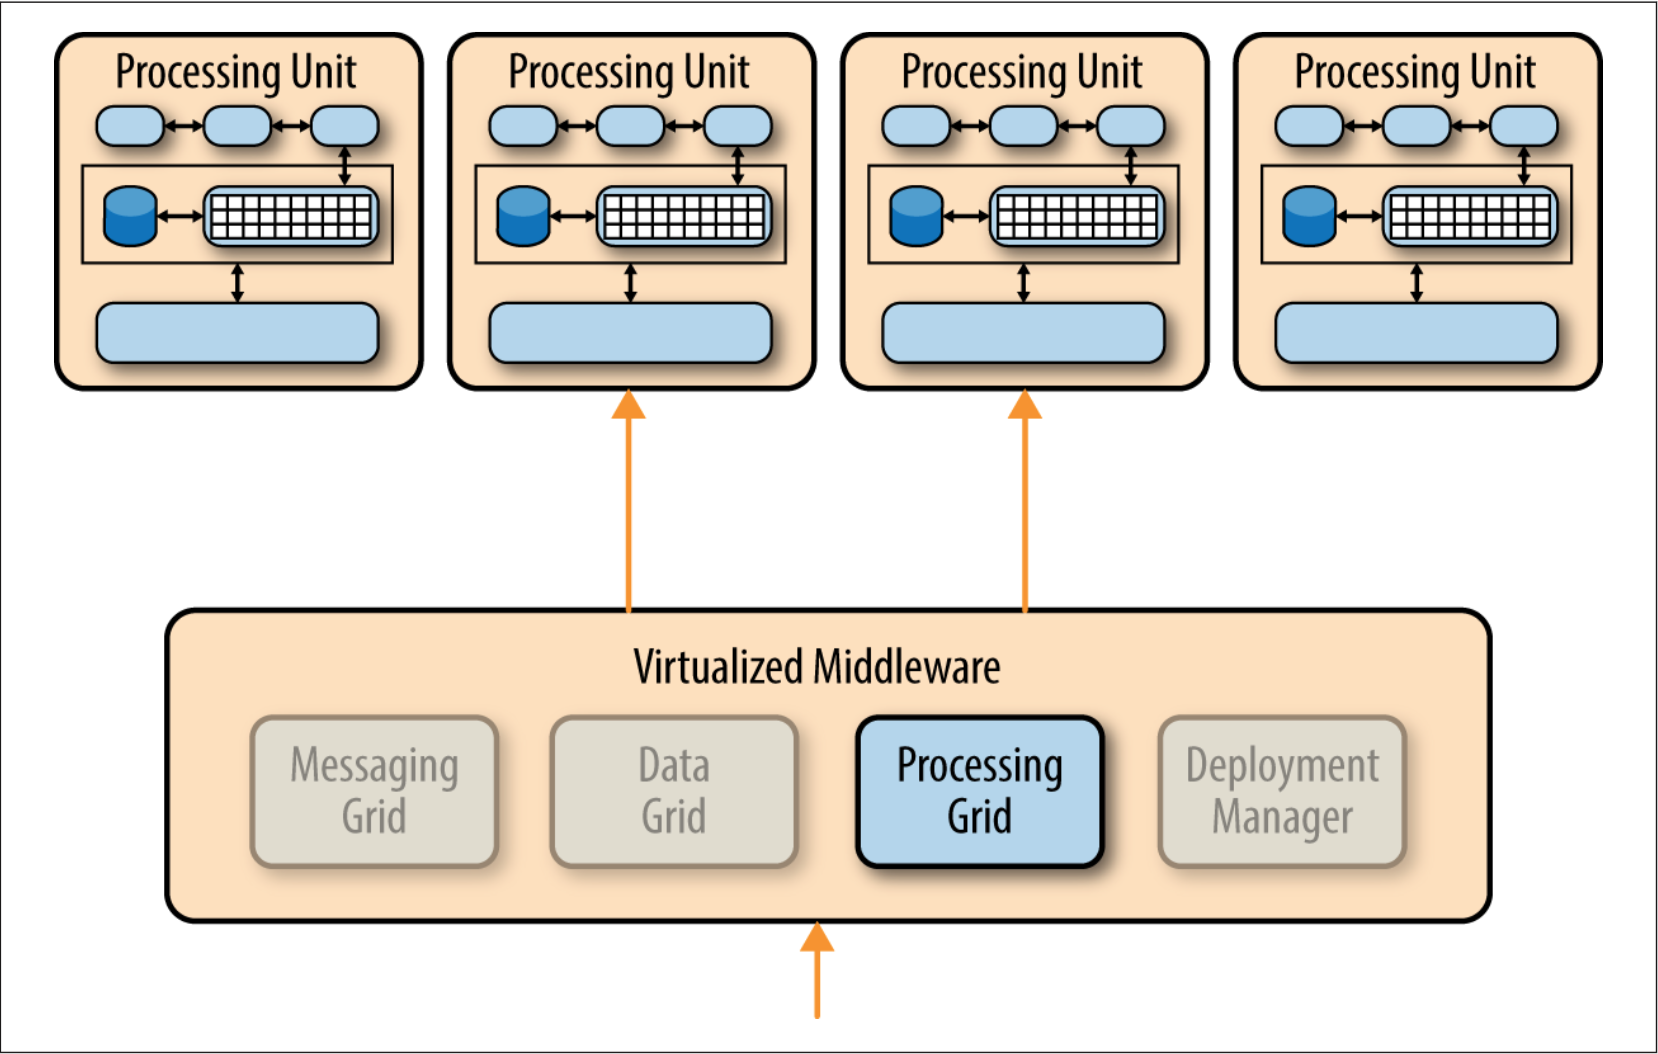 Processing Unit
Processing Unit
Processing Unit
Processing Unit
Virtualized Middleware
Messaging
Grid
Data
Grid
Processing
Grid
Deployment
Manager